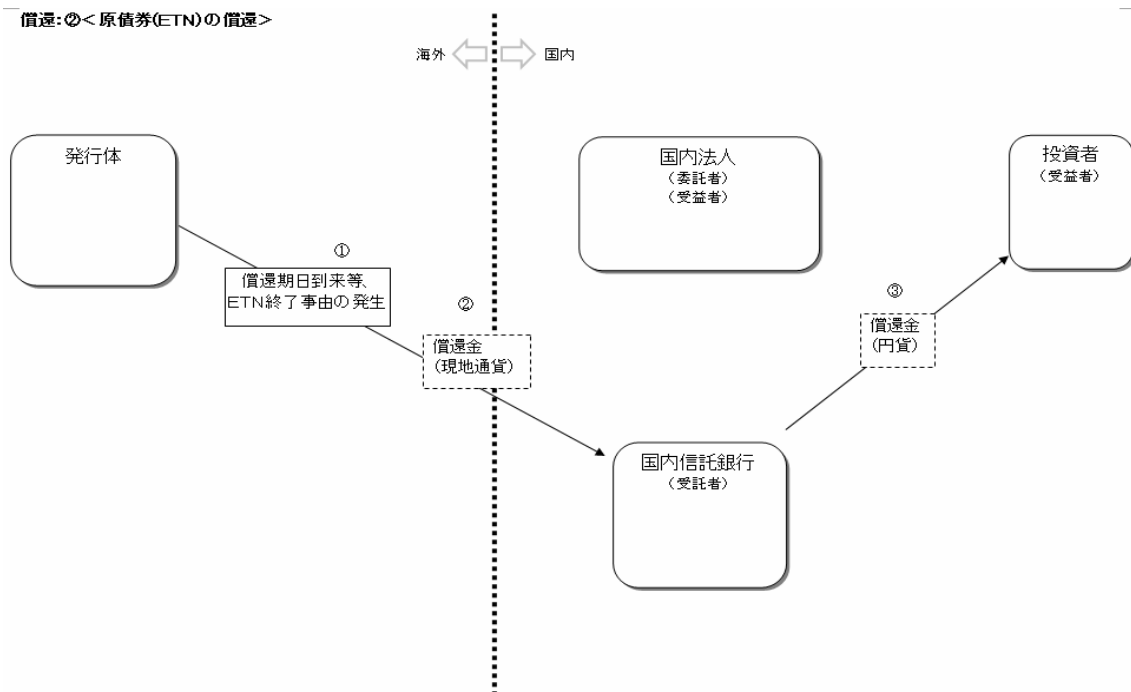 償還:②<原債券(ETN)の償還>
海外
国内
発行体
国内法人
(委託者)
(受益者)
投資者
(受益者)
①
償還期日到来等、
ETN終了事由の発生
②
償還金
(現地通貨)
③
償還金
(円貨)
国内信託銀行
(受託者)